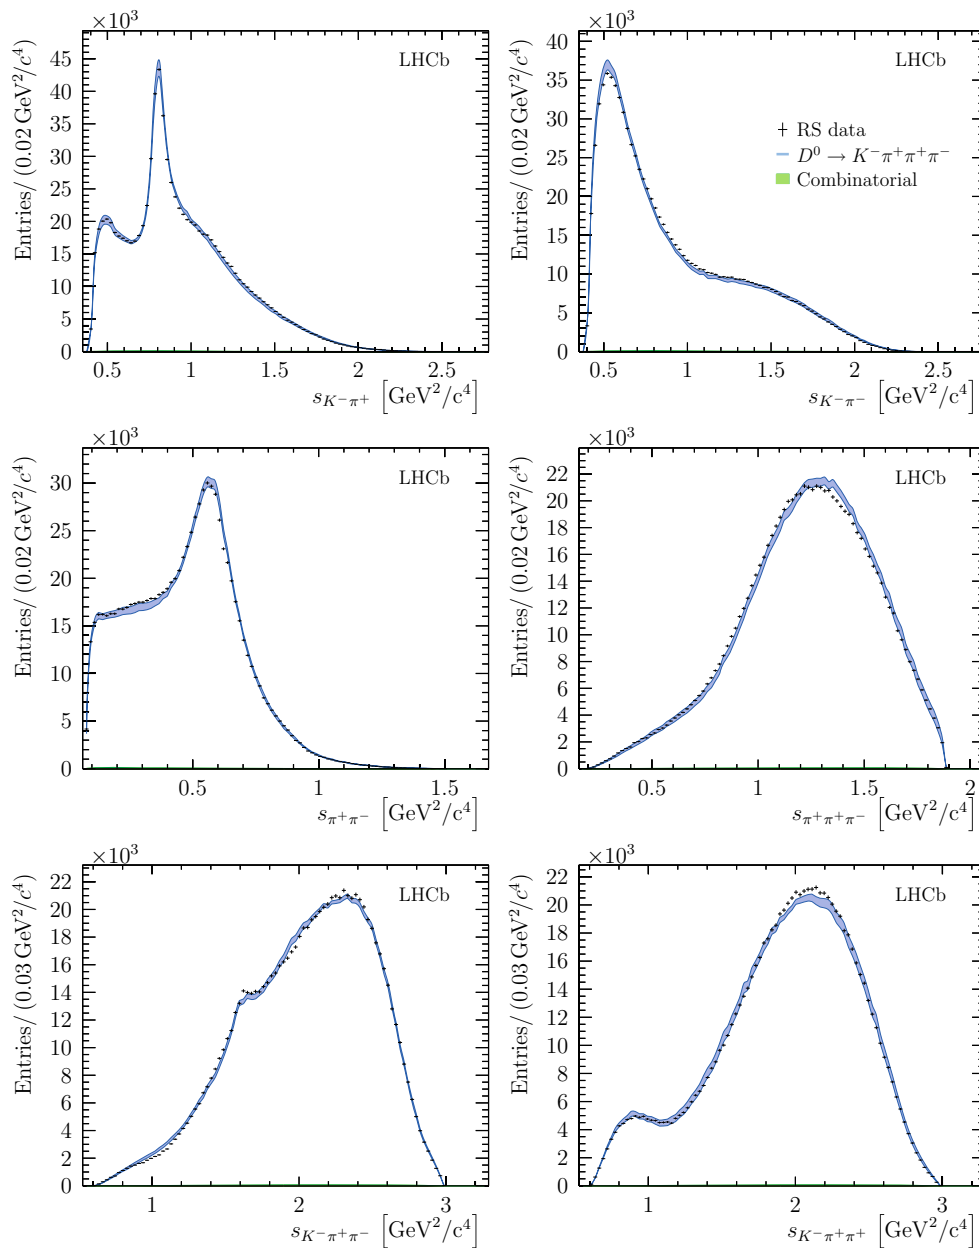 ×10³
Entries/ (0.02 GeV²/c⁴)
LHCb
45
40
35
30
25
20
15
10
5
0
0.5 1 1.5 2 2.5
s_{K⁻π⁺} [GeV²/c⁴]
×10³
Entries/ (0.02 GeV²/c⁴)
LHCb
RS data
D⁰ → K⁻π⁺π⁺π⁻
Combinatorial
40
35
30
25
20
15
10
5
0
0.5 1 1.5 2 2.5
s_{K⁻π⁻} [GeV²/c⁴]
×10³
Entries/ (0.02 GeV²/c⁴)
LHCb
30
25
20
15
10
5
0
0.5 1 1.5
s_{π⁺π⁻} [GeV²/c⁴]
×10³
Entries/ (0.02 GeV²/c⁴)
LHCb
22
20
18
16
14
12
10
8
6
4
2
0
0.5 1 1.5 2
s_{π⁺π⁺π⁻} [GeV²/c⁴]
×10³
Entries/ (0.03 GeV²/c⁴)
LHCb
22
20
18
16
14
12
10
8
6
4
2
0
1 2 3
s_{K⁻π⁺π⁻} [GeV²/c⁴]
×10³
Entries/ (0.03 GeV²/c⁴)
LHCb
22
20
18
16
14
12
10
8
6
4
2
0
1 2 3
s_{K⁻π⁺π⁺} [GeV²/c⁴]